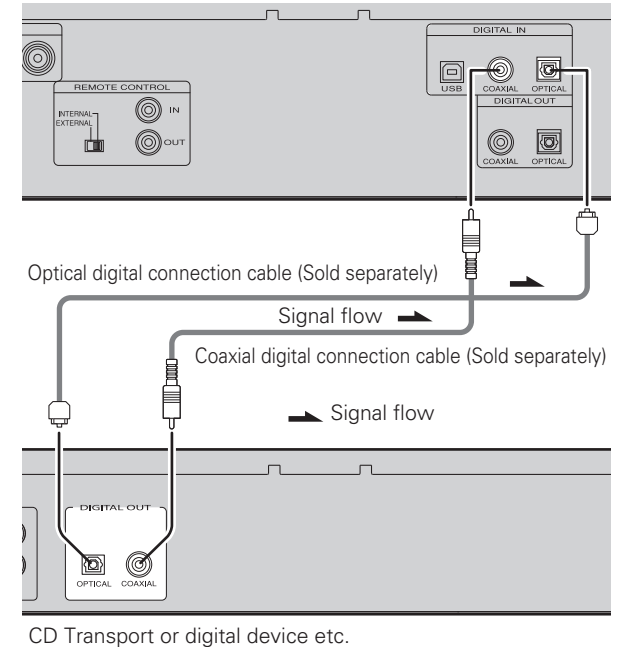 DIGITAL IN
USB
COAXIAL
OPTICAL
DIGITAL OUT
COAXIAL
OPTICAL
REMOTE CONTROL
INTERNAL
EXTERNAL
IN
OUT
Optical digital connection cable (Sold separately)
Signal flow
Coaxial digital connection cable (Sold separately)
Signal flow
DIGITAL OUT
OPTICAL
COAXIAL
CD Transport or digital device etc.